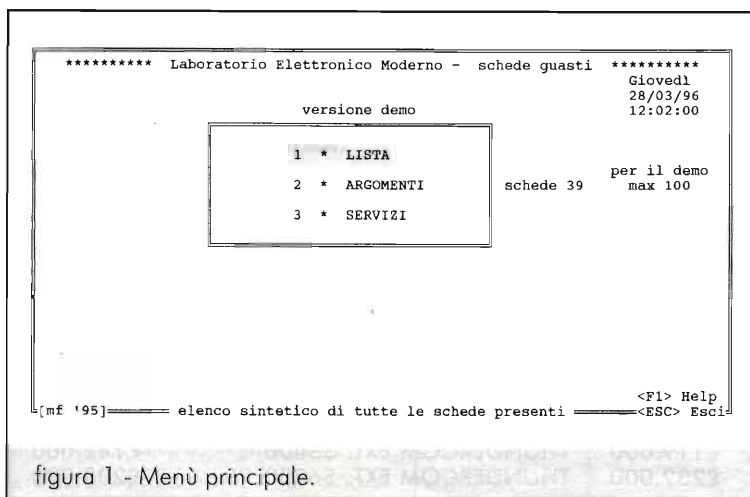 ********** Laboratorio Elettronico Moderno - schede guasti **********
Giovedì
28/03/96
versione demo 12:02:00
1 * LISTA
per il demo
2 * ARGOMENTI schede 39 max 100
3 * SERVIZI
<F1> Help
[mf '95] elenco sintetico di tutte le schede presenti <ESC> Esci
figura 1 - Menù principale.